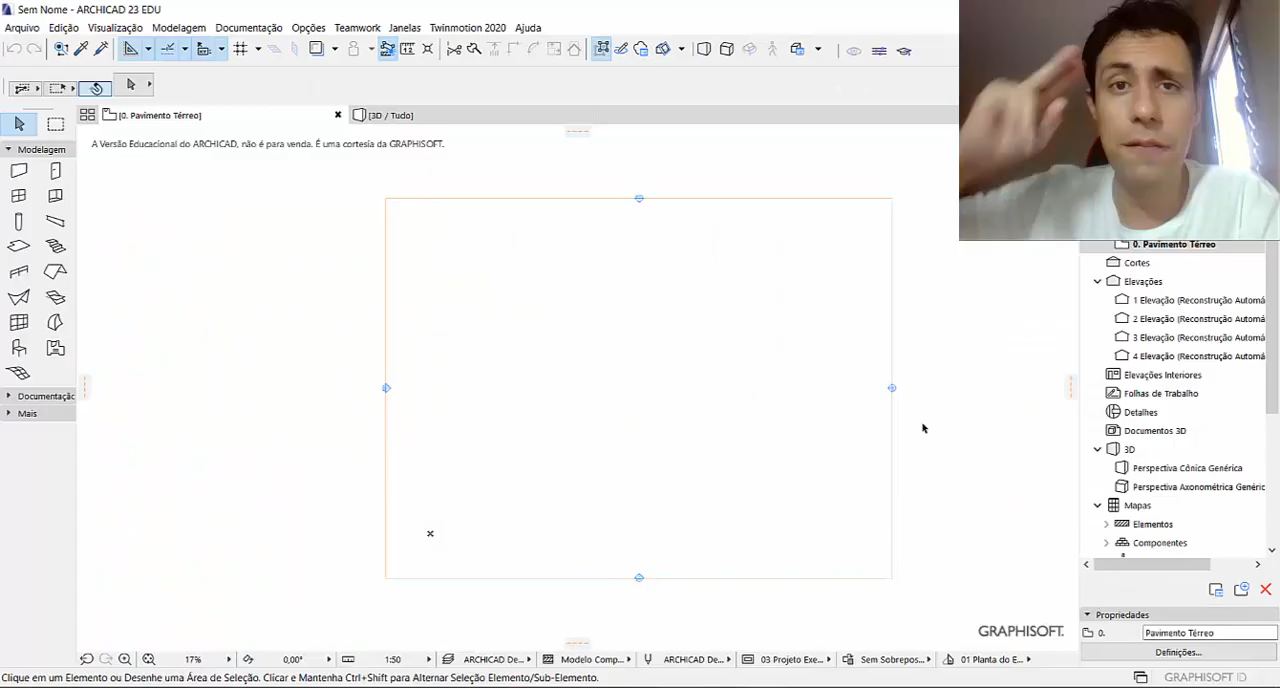 Sem Nome - ARCHICAD 23 EDU
Arquivo Edição Visualização Modelagem Documentação Opções Teamwork Janelas Twinmotion 2020 Ajuda
[0. Pavimento Térreo]
[3D / Tudo]
Modelagem
Documentaçã
Mais
A Versão Educacional do ARCHICAD, não é para venda. É uma cortesia da GRAPHISOFT.
0. Pavimento Térreo
Cortes
Elevações
1 Elevação (Reconstrução Automá
2 Elevação (Reconstrução Automá
3 Elevação (Reconstrução Automá
4 Elevação (Reconstrução Automá
Elevações Interiores
Folhas de Trabalho
Detalhes
Documentos 3D
3D
Perspectiva Cônica Genérica
Perspectiva Axonométrica Genéric
Mapas
Elementos
Componentes
Propriedades
0. Pavimento Térreo
Definições...
GRAPHISOFT.
17% 0,00° 1:50 ARCHICAD De... Modelo Comp... ARCHICAD De... 03 Projeto Exe... Sem Sobrepos... 01 Planta do E...
Clique em um Elemento ou Desenhe uma Área de Seleção. Clicar e Mantenha Ctrl+Shift para Alternar Seleção Elemento/Sub-Elemento.
GRAPHISOFT ID